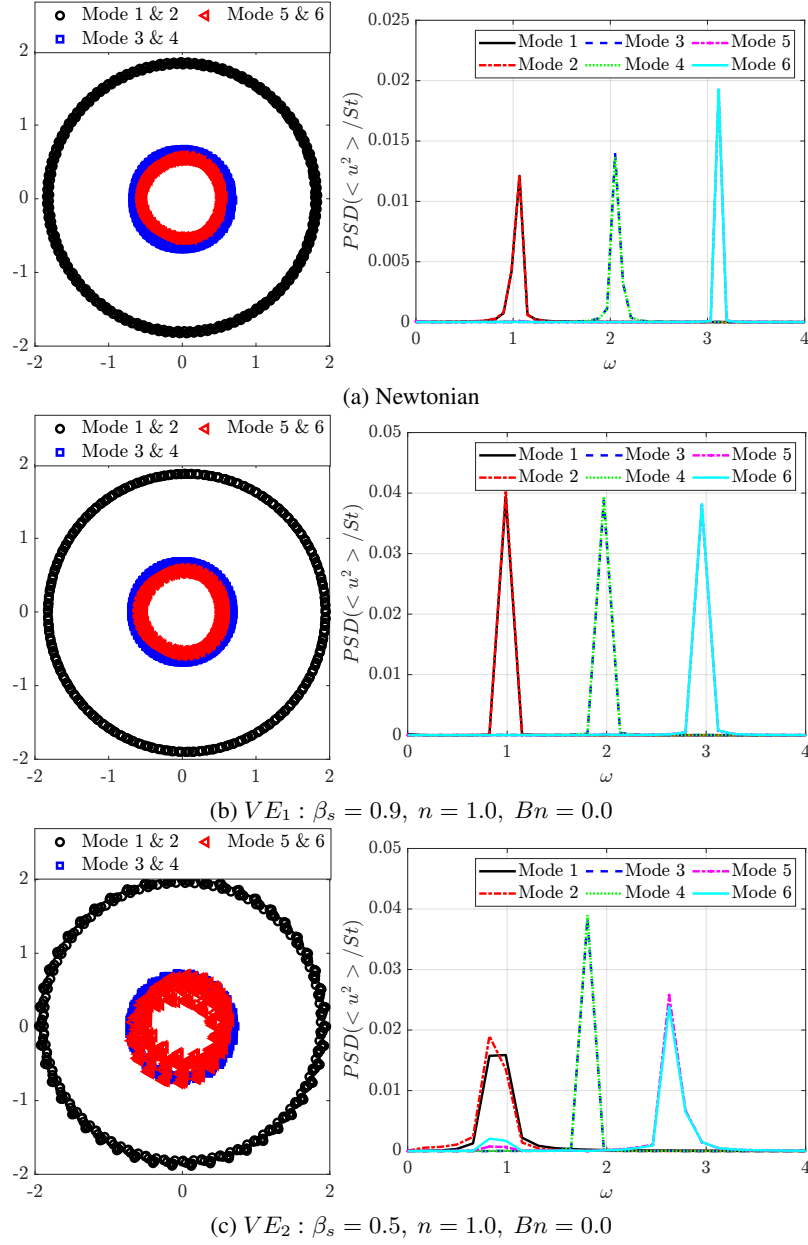 Mode 1 & 2 Mode 5 & 6
Mode 3 & 4
2
1
0
-1
-2
-2 -1 0 1 2
0.025
0.02
0.015
0.01
0.005
0
PSD(< u² > /St)
Mode 1 Mode 3 Mode 5
Mode 2 Mode 4 Mode 6
0 1 2 3 4
ω
(a) Newtonian
Mode 1 & 2 Mode 5 & 6
Mode 3 & 4
2
1
0
-1
-2
-2 -1 0 1 2
0.05
0.04
0.03
0.02
0.01
0
PSD(< u² > /St)
Mode 1 Mode 3 Mode 5
Mode 2 Mode 4 Mode 6
0 1 2 3 4
ω
(b) VE₁ : βₛ = 0.9, n = 1.0, Bn = 0.0
Mode 1 & 2 Mode 5 & 6
Mode 3 & 4
2
1
0
-1
-2
-2 -1 0 1 2
0.05
0.04
0.03
0.02
0.01
0
PSD(< u² > /St)
Mode 1 Mode 3 Mode 5
Mode 2 Mode 4 Mode 6
0 1 2 3 4
ω
(c) VE₂ : βₛ = 0.5, n = 1.0, Bn = 0.0